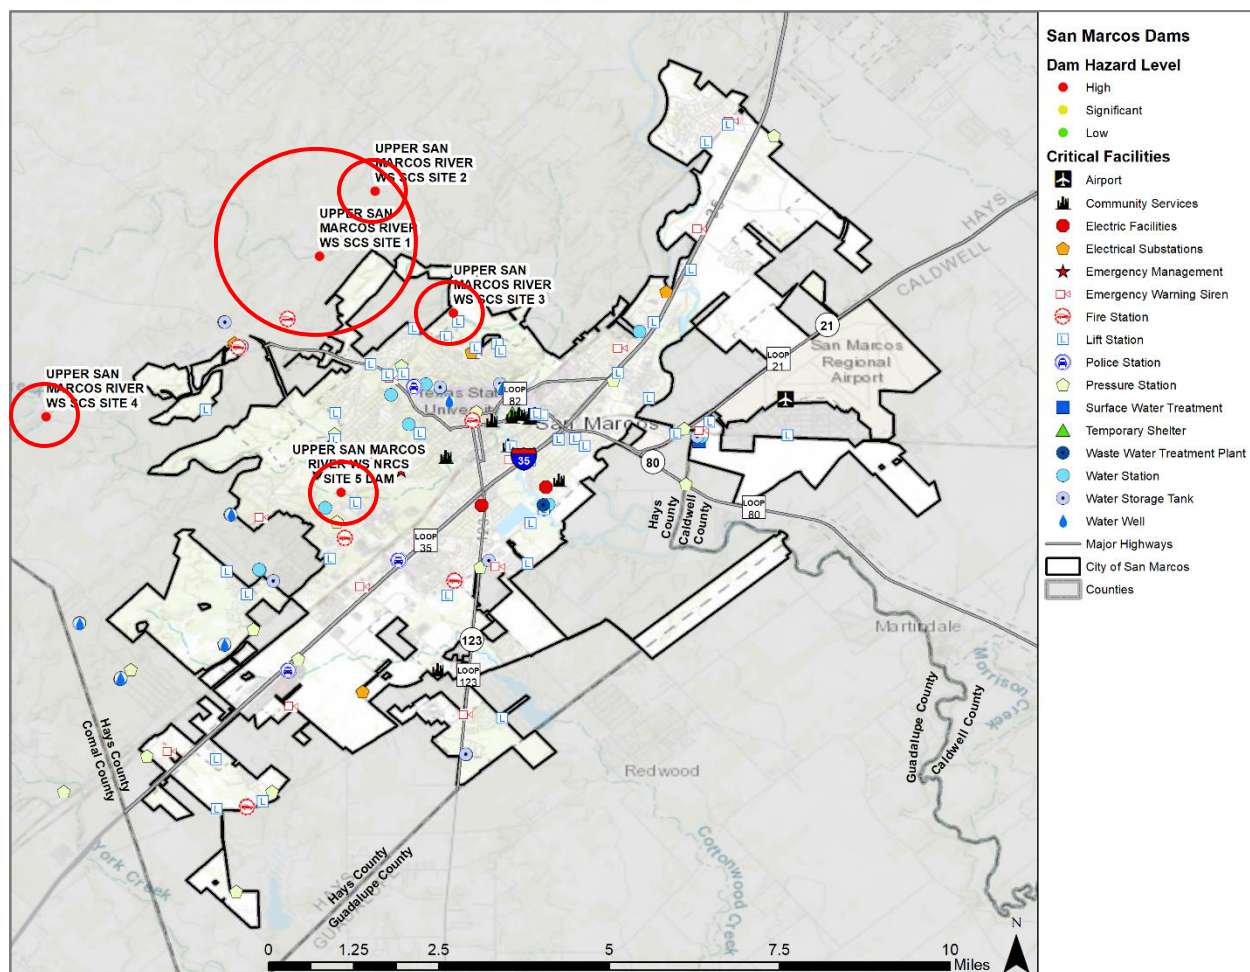 San Marcos Dams
Dam Hazard Level
High
Significant
Low
Critical Facilities
Airport
Community Services
Electric Facilities
Electrical Substations
Emergency Management
Emergency Warning Siren
Fire Station
L Lift Station
Police Station
Pressure Station
Surface Water Treatment
Temporary Shelter
Waste Water Treatment Plant
Water Station
Water Storage Tank
Water Well
Major Highways
City of San Marcos
Counties
UPPER SAN
MARCOS RIVER
WS SCS SITE 2
UPPER SAN
MARCOS RIVER
WS SCS SITE 1
UPPER SAN
MARCOS RIVER
WS SCS SITE 3
UPPER SAN
MARCOS RIVER
WS SCS SITE 4
UPPER SAN MARCOS
RIVER WS NRCS
SITE 5 DAM
HAYS
CALDWELL
21
LOOP
21
San Marcos
Regional
Airport
Texas State
University
LOOP
82
San Marcos
35
80
LOOP
80
Hays
County
Caldwell
County
LOOP
35
123
123
LOOP
123
Martindale
Morrison
Creek
Guadalupe County
Caldwell County
Redwood
Cottonwood
Creek
Hays County
Comal County
York Creek
Hays County
Guadalupe County
HAYS
N
0 1.25 2.5 5 7.5 10
Miles